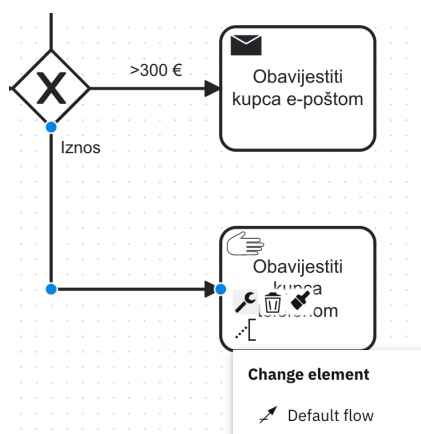 >300 €
Obavijestiti
kupca e-poštom
X
Iznos
Obavijestiti
kupca
Change element
Default flow